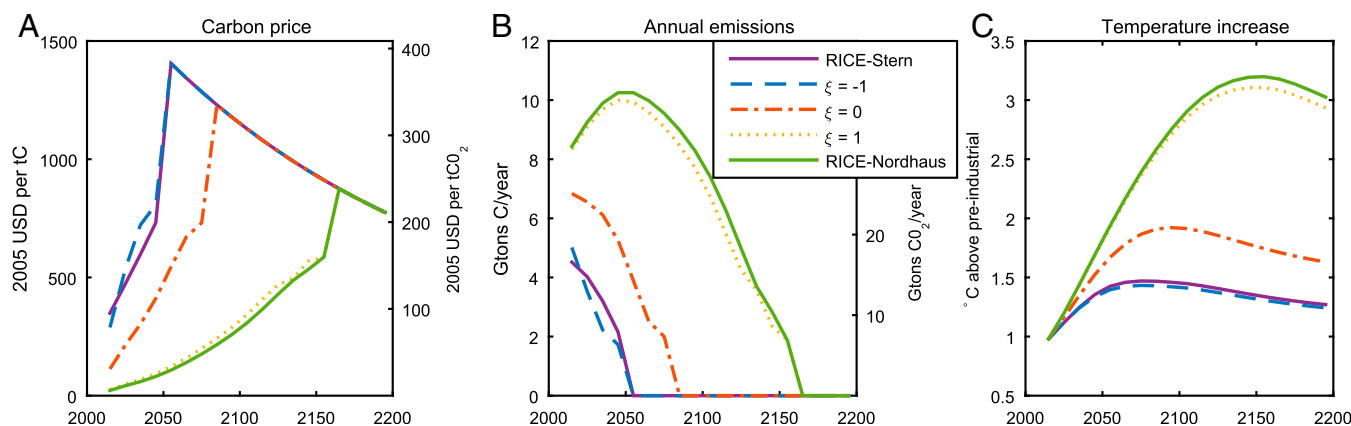 A
Carbon price
2005 USD per tC
1500
1000
500
0
2000
2050
2100
2150
2200
400
300
200
100
2005 USD per tC0₂
B
Annual emissions
Gtons C/year
12
10
8
6
4
2
0
2000
2050
2100
2150
2200
20
10
Gtons C0₂/year
RICE-Stern
ξ = -1
ξ = 0
ξ = 1
RICE-Nordhaus
C
Temperature increase
°C above pre-industrial
3.5
3
2.5
2
1.5
1
0.5
2000
2050
2100
2150
2200